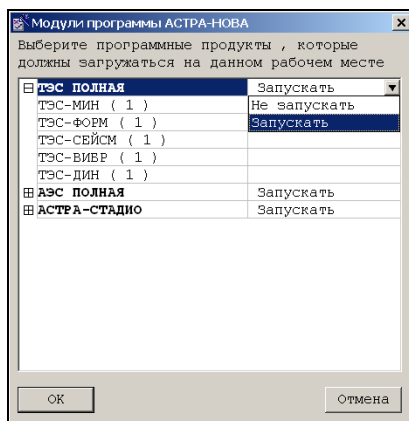 Модули программы АСТРА-НОВА
Выберите программные продукты , которые
должны загружаться на данном рабочем месте
ТЭС ПОЛНАЯ Запускать
ТЭС-МИН ( 1 ) Не запускать
ТЭС-ФОРМ ( 1 ) Запускать
ТЭС-СЕЙСМ ( 1 )
ТЭС-ВИБР ( 1 )
ТЭС-ДИН ( 1 )
АЭС ПОЛНАЯ Запускать
АСТРА-СТАДИО Запускать
OK Отмена